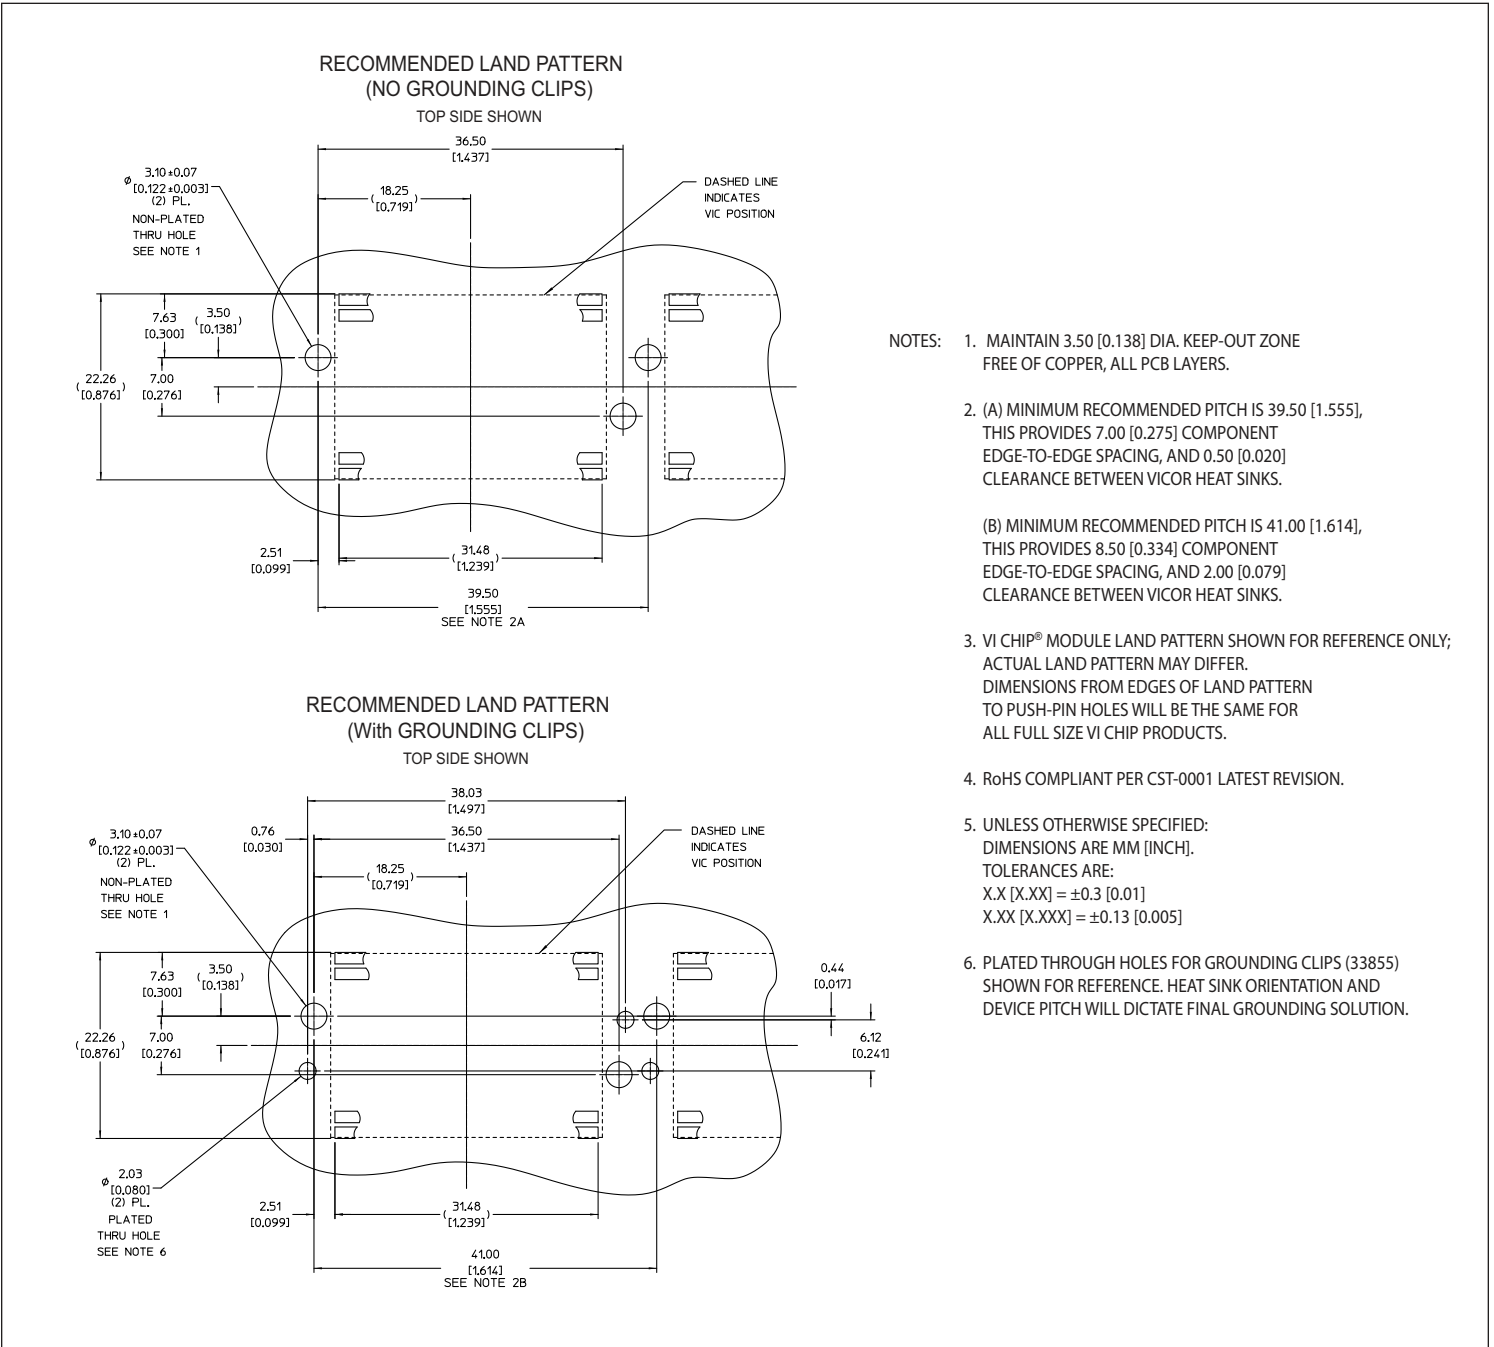 RECOMMENDED LAND PATTERN
(NO GROUNDING CLIPS)
TOP SIDE SHOWN
36.50
[1.437]
ø 3.10±0.07
[0.122±0.003]
(2) PL.
NON-PLATED
THRU HOLE
SEE NOTE 1
(18.25)
[0.719]
DASHED LINE
INDICATES
VIC POSITION
7.63
[0.300]
(3.50)
[0.138]
(22.26)
[0.876]
7.00
[0.276]
2.51
[0.099]
(31.48)
[1.239]
39.50
[1.555]
SEE NOTE 2A
RECOMMENDED LAND PATTERN
(With GROUNDING CLIPS)
TOP SIDE SHOWN
38.03
[1.497]
ø 3.10±0.07
[0.122±0.003]
(2) PL.
NON-PLATED
THRU HOLE
SEE NOTE 1
0.76
[0.030]
36.50
[1.437]
(18.25)
[0.719]
DASHED LINE
INDICATES
VIC POSITION
7.63
[0.300]
(3.50)
[0.138]
0.44
[0.017]
(22.26)
[0.876]
7.00
[0.276]
6.12
[0.241]
ø 2.03
[0.080]
(2) PL.
PLATED
THRU HOLE
SEE NOTE 6
2.51
[0.099]
(31.48)
[1.239]
41.00
[1.614]
SEE NOTE 2B
NOTES: 1. MAINTAIN 3.50 [0.138] DIA. KEEP-OUT ZONE
FREE OF COPPER, ALL PCB LAYERS.
2. (A) MINIMUM RECOMMENDED PITCH IS 39.50 [1.555],
THIS PROVIDES 7.00 [0.275] COMPONENT
EDGE-TO-EDGE SPACING, AND 0.50 [0.020]
CLEARANCE BETWEEN VICOR HEAT SINKS.
(B) MINIMUM RECOMMENDED PITCH IS 41.00 [1.614],
THIS PROVIDES 8.50 [0.334] COMPONENT
EDGE-TO-EDGE SPACING, AND 2.00 [0.079]
CLEARANCE BETWEEN VICOR HEAT SINKS.
3. VI CHIP® MODULE LAND PATTERN SHOWN FOR REFERENCE ONLY;
ACTUAL LAND PATTERN MAY DIFFER.
DIMENSIONS FROM EDGES OF LAND PATTERN
TO PUSH-PIN HOLES WILL BE THE SAME FOR
ALL FULL SIZE VI CHIP PRODUCTS.
4. RoHS COMPLIANT PER CST-0001 LATEST REVISION.
5. UNLESS OTHERWISE SPECIFIED:
DIMENSIONS ARE MM [INCH].
TOLERANCES ARE:
X.X [X.XX] = ±0.3 [0.01]
X.XX [X.XXX] = ±0.13 [0.005]
6. PLATED THROUGH HOLES FOR GROUNDING CLIPS (33855)
SHOWN FOR REFERENCE. HEAT SINK ORIENTATION AND
DEVICE PITCH WILL DICTATE FINAL GROUNDING SOLUTION.